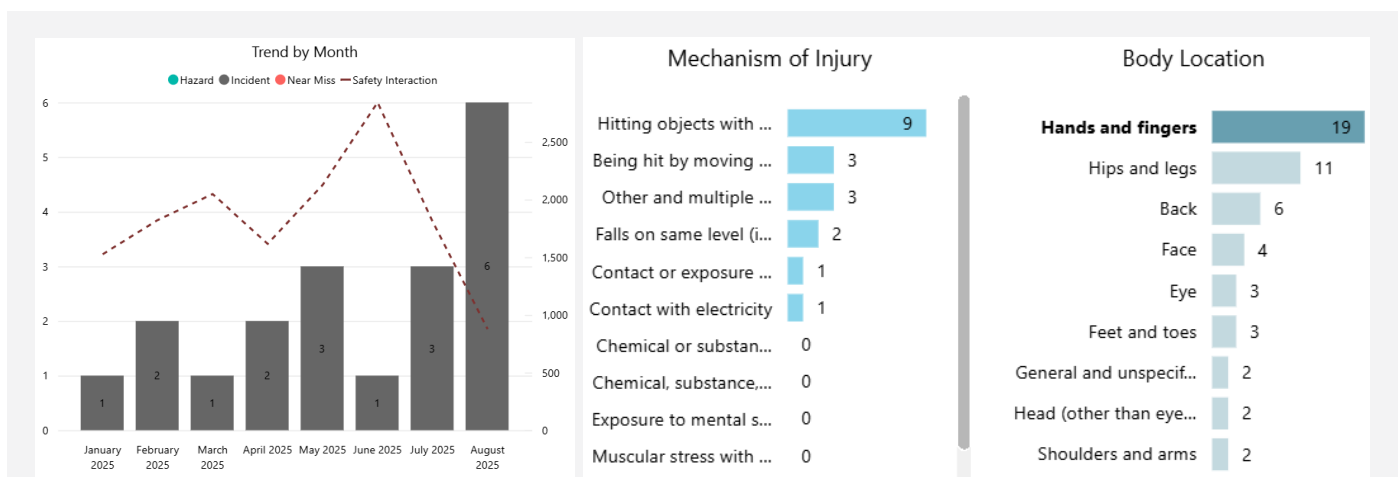 Trend by Month
Hazard Incident Near Miss Safety Interaction
6
5
4
3
2
1
0
2,500
2,000
1,500
1,000
500
0
1
2
1
2
3
1
3
6
January 2025
February 2025
March 2025
April 2025
May 2025
June 2025
July 2025
August 2025
Mechanism of Injury
Hitting objects with ... 9
Being hit by moving ... 3
Other and multiple ... 3
Falls on same level (i... 2
Contact or exposure ... 1
Contact with electricity 1
Chemical or substan... 0
Chemical, substance,... 0
Exposure to mental s... 0
Muscular stress with ... 0
Body Location
Hands and fingers 19
Hips and legs 11
Back 6
Face 4
Eye 3
Feet and toes 3
General and unspecif... 2
Head (other than eye... 2
Shoulders and arms 2